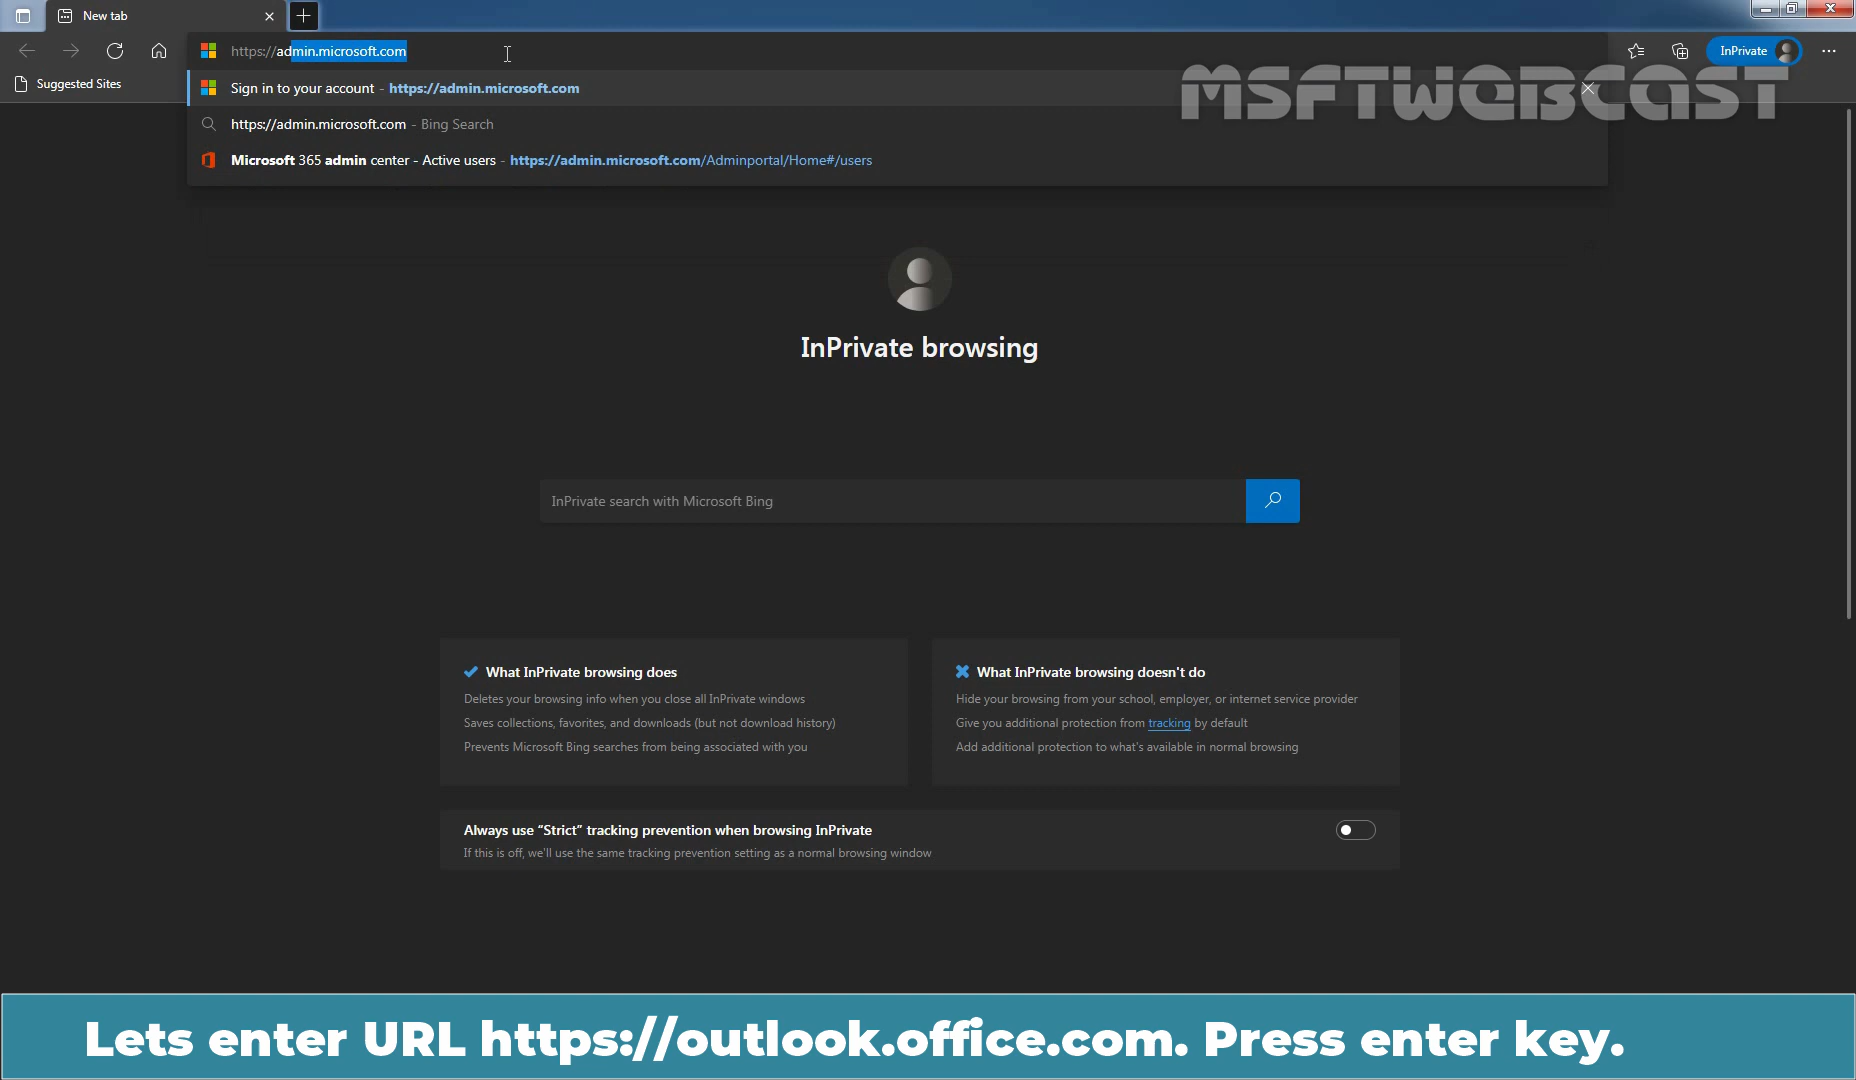 New tab
https://admin.microsoft.com
InPrivate
Suggested Sites
MSFTWEBCAST
Sign in to your account - https://admin.microsoft.com
https://admin.microsoft.com - Bing Search
Microsoft 365 admin center - Active users - https://admin.microsoft.com/Adminportal/Home#/users
InPrivate browsing
InPrivate search with Microsoft Bing
What InPrivate browsing does
Deletes your browsing info when you close all InPrivate windows
Saves collections, favorites, and downloads (but not download history)
Prevents Microsoft Bing searches from being associated with you
What InPrivate browsing doesn't do
Hide your browsing from your school, employer, or internet service provider
Give you additional protection from tracking by default
Add additional protection to what's available in normal browsing
Always use “Strict” tracking prevention when browsing InPrivate
If this is off, we'll use the same tracking prevention setting as a normal browsing window
Lets enter URL https://outlook.office.com. Press enter key.